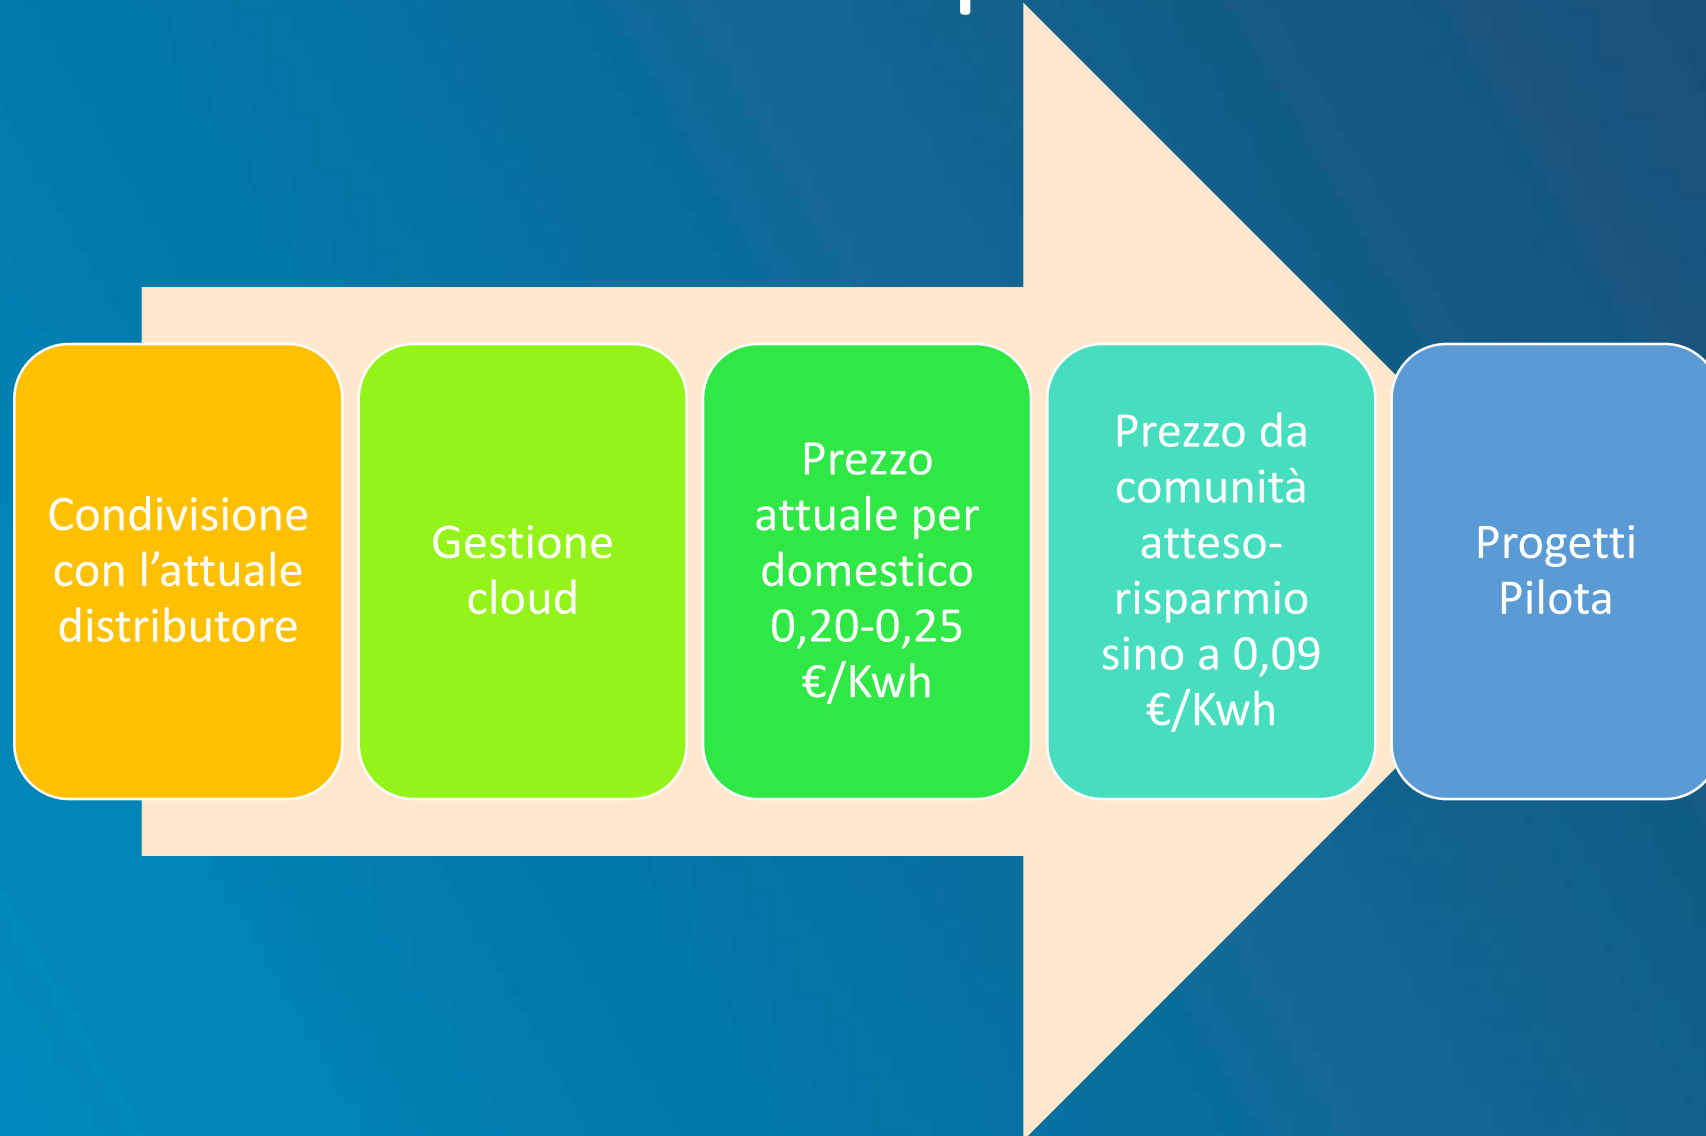 Condivisione
con l’attuale
distributore
Gestione
cloud
Prezzo
attuale per
domestico
0,20-0,25
€/Kwh
Prezzo da
comunità
atteso-
risparmio
sino a 0,09
€/Kwh
Progetti
Pilota